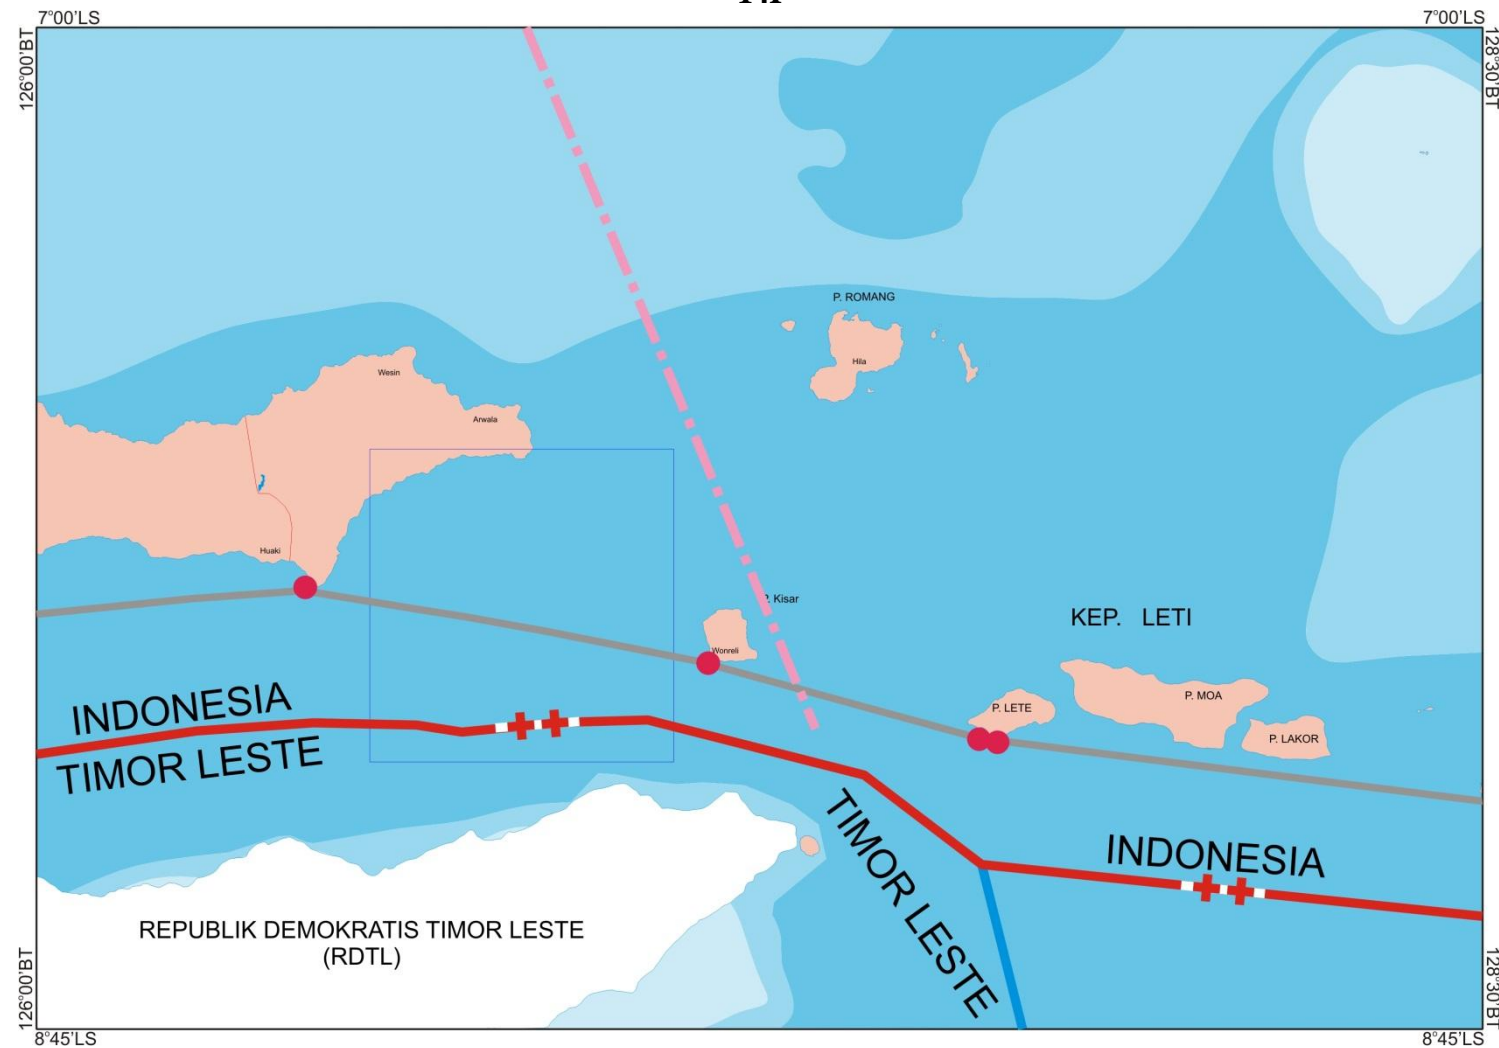 7°00'LS
7°00'LS
126°00'BT
128°30'BT
P. ROMANG
Hila
Wesin
Arwala
Huaki
P. Kisar
Wonreli
KEP. LETI
P. MOA
P. LETE
P. LAKOR
INDONESIA
TIMOR LESTE
TIMOR LESTE
INDONESIA
REPUBLIK DEMOKRATIS TIMOR LESTE
(RDTL)
126°00'BT
128°30'BT
8°45'LS
8°45'LS